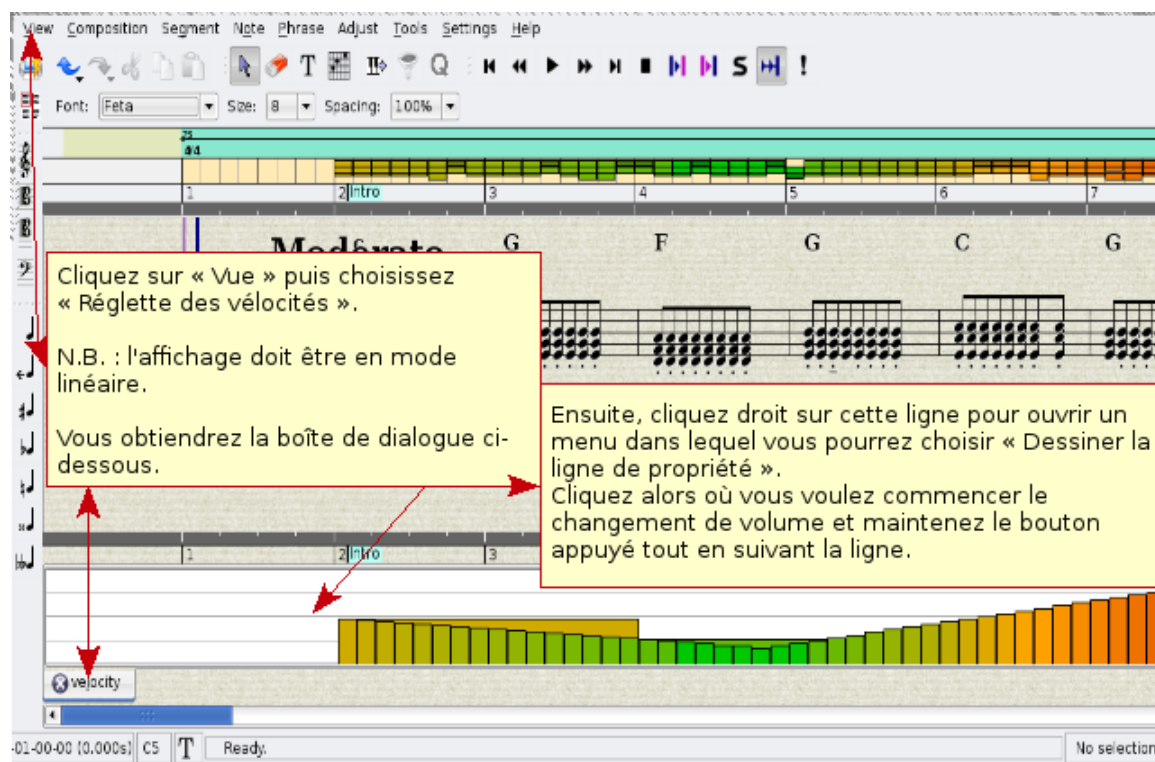 View Composition Segment Note Phrase Adjust Tools Settings Help
T Q S !
Font: Feta Size: 8 Spacing: 100%
4/4
1 2 Intro 3 4 5 6 7
G F G C G
Cliquez sur « Vue » puis choisissez
« Réglette des vélocités ».
N.B. : l'affichage doit être en mode
linéaire.
Vous obtiendrez la boîte de dialogue ci-
dessous.
Ensuite, cliquez droit sur cette ligne pour ouvrir un
menu dans lequel vous pourrez choisir « Dessiner la
ligne de propriété ».
Cliquez alors où vous voulez commencer le
changement de volume et maintenez le bouton
appuyé tout en suivant la ligne.
1 2 Intro 3
velocity
-01-00-00 (0.000s) C5 T Ready. No selection